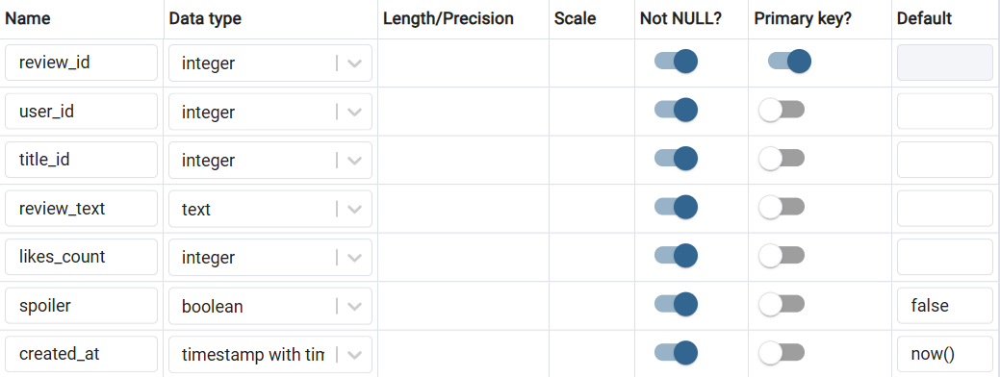 Name Data type Length/Precision Scale Not NULL? Primary key? Default
review_id integer
user_id integer
title_id integer
review_text text
likes_count integer
spoiler boolean false
created_at timestamp with tim now()